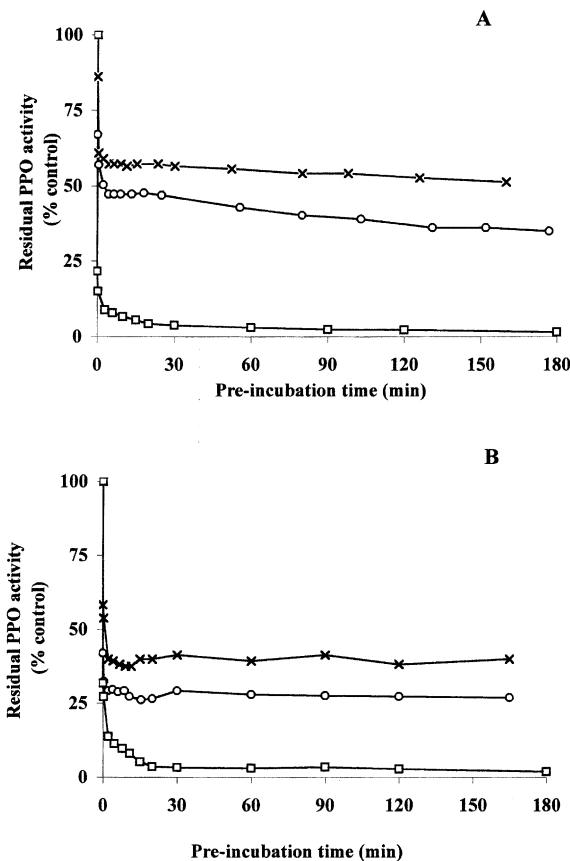 A
100
75
50
25
0
Residual PPO activity
(% control)
0 30 60 90 120 150 180
Pre-incubation time (min)
B
100
75
50
25
0
Residual PPO activity
(% control)
0 30 60 90 120 150 180
Pre-incubation time (min)